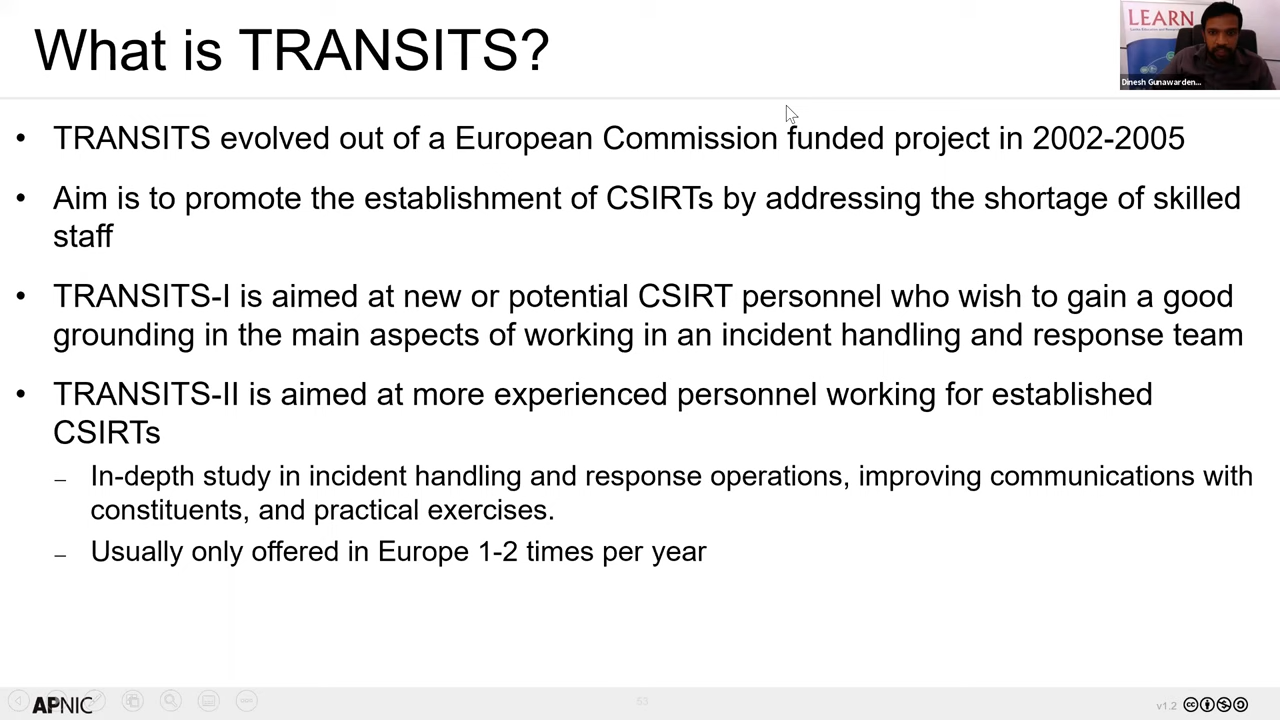 What is TRANSITS?
LEARN
Dinesh Gunawarden...
• TRANSITS evolved out of a European Commission funded project in 2002-2005
• Aim is to promote the establishment of CSIRTs by addressing the shortage of skilled
staff
• TRANSITS-I is aimed at new or potential CSIRT personnel who wish to gain a good
grounding in the main aspects of working in an incident handling and response team
• TRANSITS-II is aimed at more experienced personnel working for established
CSIRTs
– In-depth study in incident handling and response operations, improving communications with
constituents, and practical exercises.
– Usually only offered in Europe 1-2 times per year
APNIC
53
v1.2